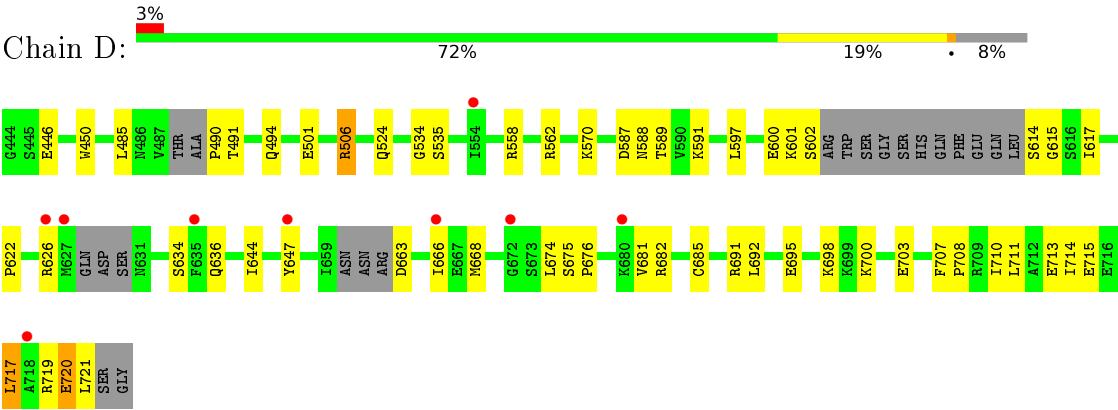 3%
Chain D:
72% 19% • 8%
G444 S445 E446 W450 L485 N486 V487 THR ALA P490 T491 Q494 E501 R506 Q524 G534 S535 I554 R558 R562 K570 D587 N588 T589 V590 K591 L597 E600 K601 S602 ARG TRP SER GLY SER HIS GLN PHE GLU GLN LEU S614 G615 S616 I617
P622 R626 M627 GLN ASP SER N631 S634 F635 Q636 I644 Y647 I659 ASN ASN ARG D663 I666 E667 M668 G672 S673 L674 S675 P676 K680 V681 R682 C685 R691 L692 E695 K698 K699 K700 E703 F707 P708 R709 I710 L711 A712 E713 I714 E715 E716
L717 A718 R719 E720 L721 SER GLY